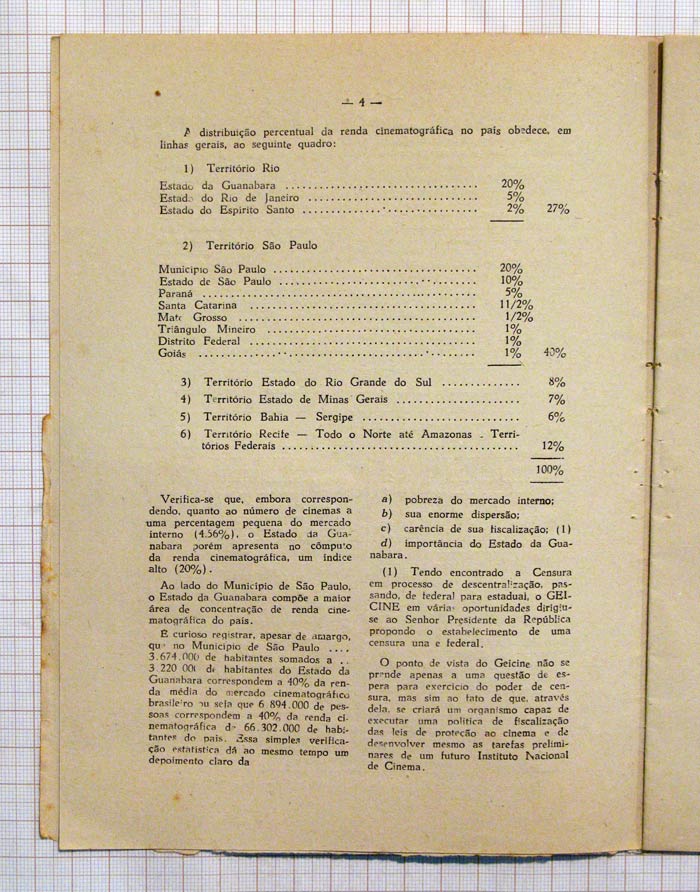 — 4 —
A distribuição percentual da renda cinematográfica no país obedece, em
linhas gerais, ao seguinte quadro:
1) Território Rio
Estado da Guanabara .................................. 20%
Estado do Rio de Janeiro .............................. 5%
Estado do Espírito Santo .............................. 2% 27%
2) Território São Paulo
Município São Paulo .................................... 20%
Estado de São Paulo ................................... 10%
Paraná ................................................ 5%
Santa Catarina ........................................ 11/2%
Mato Grosso ........................................... 1/2%
Triângulo Mineiro ..................................... 1%
Distrito Federal ...................................... 1%
Goiás ................................................. 1% 40%
3) Território Estado do Rio Grande do Sul ............. 8%
4) Território Estado de Minas Gerais .................... 7%
5) Território Bahia — Sergipe .......................... 6%
6) Território Recife — Todo o Norte até Amazonas - Terri-
tórios Federais ........................................ 12%
100%
Verifica-se que, embora correspon-
dendo, quanto ao número de cinemas a
uma percentagem pequena do mercado
interno (4.56%), o Estado da Gua-
nabara porém apresenta no cômputo
da renda cinematográfica, um índice
alto (20%).
Ao lado do Município de São Paulo,
o Estado da Guanabara compõe a maior
área de concentração de renda cine-
matográfica do país.
É curioso registrar, apesar de amargo,
que no Município de São Paulo ....
3.674.000 de habitantes somados a ..
3.220 000 de habitantes do Estado da
Guanabara correspondem a 40% da ren-
da média do mercado cinematográfico
brasileiro ou seja que 6.894.000 de pes-
soas correspondem a 40% da renda ci-
nematográfica de 66.302.000 de habi-
tantes do país. Essa simples verifica-
ção estatística dá ao mesmo tempo um
depoimento claro da
a) pobreza do mercado interno;
b) sua enorme dispersão;
c) carência de sua fiscalização; (1)
d) importância do Estado da Gua-
nabara.
(1) Tendo encontrado a Censura
em processo de descentralização, pas-
sando, de federal para estadual, o GEI-
CINE em várias oportunidades dirigiu-
se ao Senhor Presidente da República
propondo o estabelecimento de uma
censura una e federal.
O ponto de vista do Geicine não se
prende apenas a uma questão de es-
pera para exercício do poder de cen-
sura, mas sim ao fato de que, através
dela, se criará um organismo capaz de
executar uma política de fiscalização
das leis de proteção ao cinema e de
desenvolver mesmo as tarefas prelimi-
nares de um futuro Instituto Nacional
de Cinema.